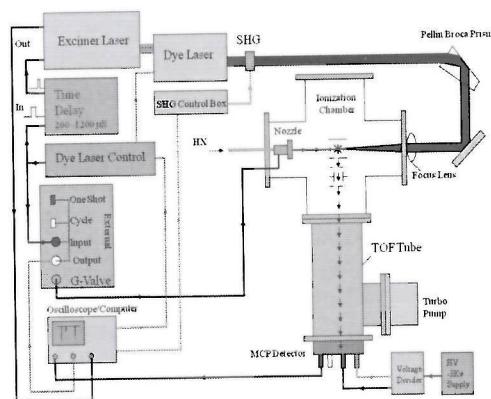 SHG
Pellin Broca Prism
Out
Excimer Laser
Dye Laser
In
Time
Delay
200-1200 μS
SHG Control Box
Ionization
Chamber
HX
Nozzle
Dye Laser Control
Focus Lens
One Shot
Cycle
Input
Output
External
G-Valve
Oscilloscope/Computer
TOF Tube
Turbo
Pump
MCP Detector
Voltage
Devider
HV
Supply